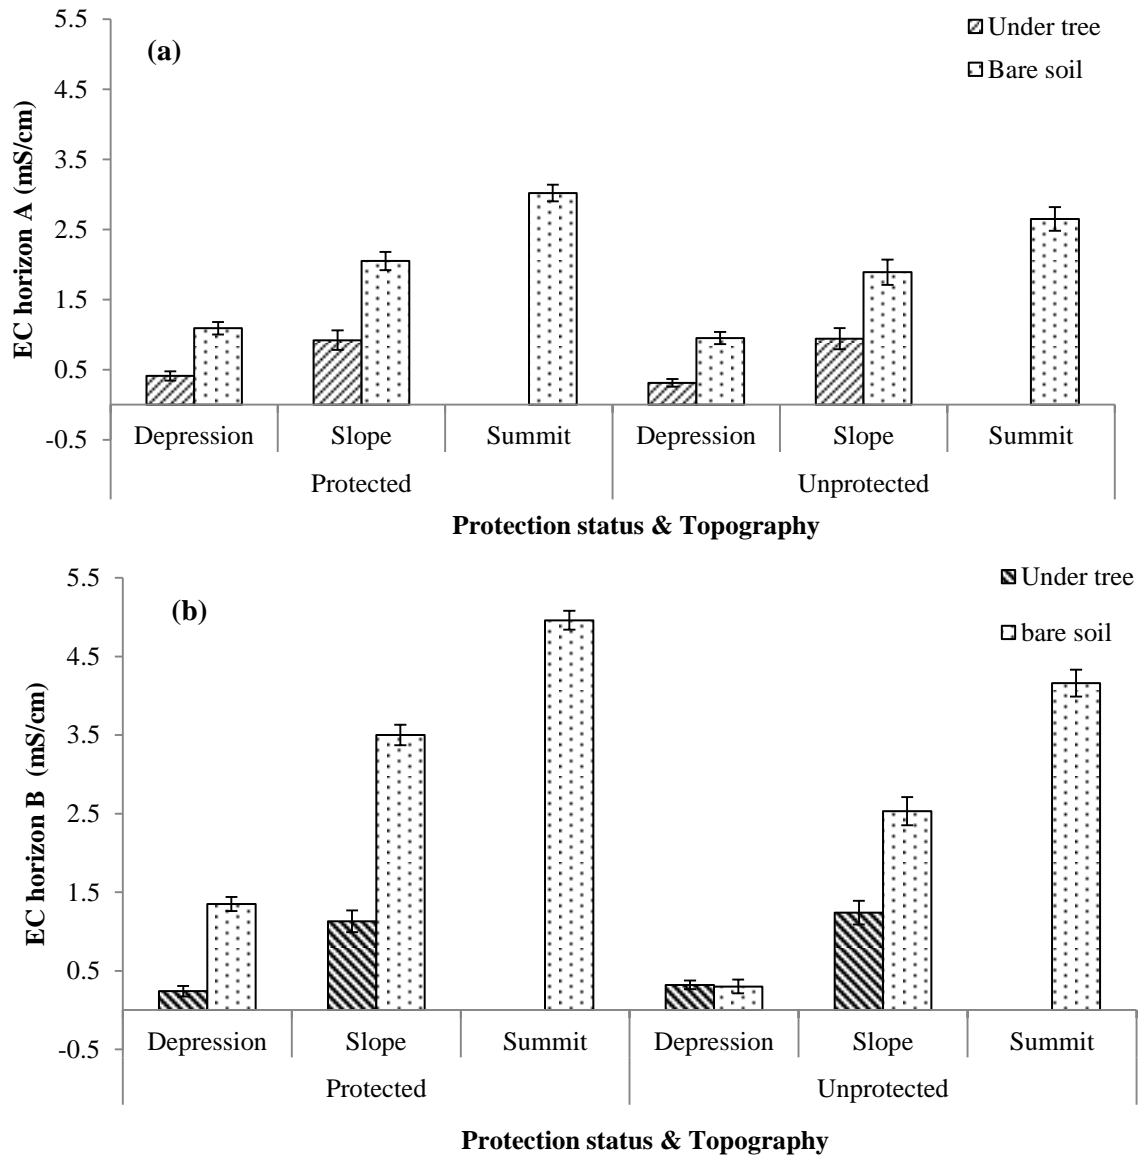 5.5
(a)
Under tree
Bare soil
4.5
3.5
2.5
1.5
0.5
-0.5
EC horizon A (mS/cm)
Depression Slope Summit Depression Slope Summit
Protected Unprotected
Protection status & Topography
5.5
(b)
Under tree
bare soil
4.5
3.5
2.5
1.5
0.5
-0.5
EC horizon B (mS/cm)
Depression Slope Summit Depression Slope Summit
Protected Unprotected
Protection status & Topography